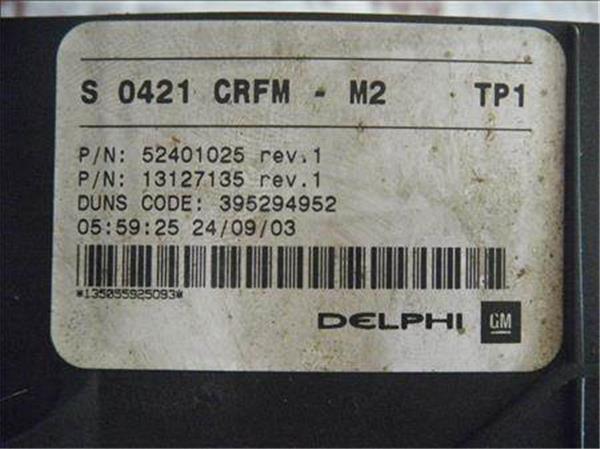 S 0421 CRFM - M2 TP1
P/N: 52401025 rev.1
P/N: 13127135 rev.1
DUNS CODE: 395294952
05:59:25 24/09/03
*135055925093*
DELPHI GM